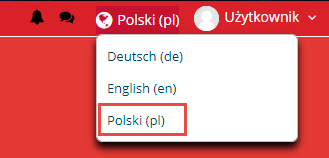 Polski (pl) Użytkownik
Deutsch (de)
English (en)
Polski (pl)